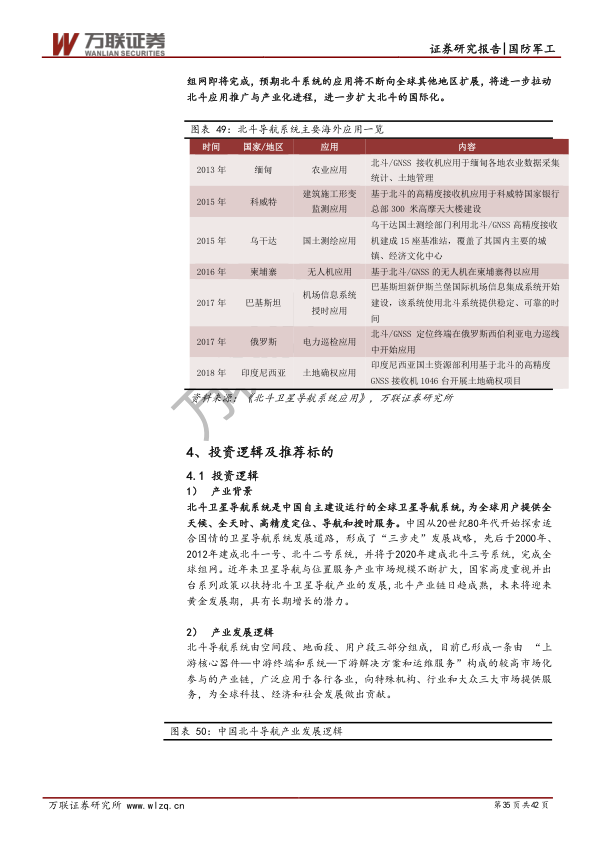 万联证券
WANLIAN SECURITIES
证券研究报告|国防军工
组网即将完成，预期北斗系统的应用将不断向全球其他地区扩展，将进一步拉动
北斗应用推广与产业化进程，进一步扩大北斗的国际化。
图表 49：北斗导航系统主要海外应用一览
时间 国家/地区 应用 内容
2013 年 缅甸 农业应用 北斗/GNSS 接收机应用于缅甸各地农业数据采集
统计、土地管理
2015 年 科威特 建筑施工形变
监测应用 基于北斗的高精度接收机应用于科威特国家银行
总部 300 米高摩天大楼建设
2015 年 乌干达 国土测绘应用 乌干达国土测绘部门利用北斗/GNSS 高精度接收
机建成 15 座基准站，覆盖了其国内主要的城
镇、经济文化中心
2016 年 柬埔寨 无人机应用 基于北斗/GNSS 的无人机在柬埔寨得以应用
2017 年 巴基斯坦 机场信息系统
授时应用 巴基斯坦新伊斯兰堡国际机场信息集成系统开始
建设，该系统使用北斗系统提供稳定、可靠的时
间
2017 年 俄罗斯 电力巡检应用 北斗/GNSS 定位终端在俄罗斯西伯利亚电力巡线
中开始应用
2018 年 印度尼西亚 土地确权应用 印度尼西亚国土资源部利用基于北斗的高精度
GNSS 接收机 1046 台开展土地确权项目
资料来源：《北斗卫星导航系统应用》，万联证券研究所
4、投资逻辑及推荐标的
4.1 投资逻辑
1） 产业背景
北斗卫星导航系统是中国自主建设运行的全球卫星导航系统，为全球用户提供全
天候、全天时、高精度定位、导航和授时服务。中国从20世纪80年代开始探索适
合国情的卫星导航系统发展道路，形成了“三步走”发展战略，先后于2000年、
2012年建成北斗一号、北斗二号系统，并将于2020年建成北斗三号系统，完成全
球组网。近年来卫星导航与位置服务产业市场规模不断扩大，国家高度重视并出
台系列政策以扶持北斗卫星导航产业的发展，北斗产业链日趋成熟，未来将迎来
黄金发展期，具有长期增长的潜力。
2） 产业发展逻辑
北斗导航系统由空间段、地面段、用户段三部分组成，目前已形成一条由 “上
游核心器件—中游终端和系统—下游解决方案和运维服务”构成的较高市场化
参与的产业链，广泛应用于各行各业，向特殊机构、行业和大众三大市场提供服
务，为全球科技、经济和社会发展做出贡献。
图表 50：中国北斗导航产业发展逻辑
万联证券研究所 www.wlzq.cn
第35页共42页